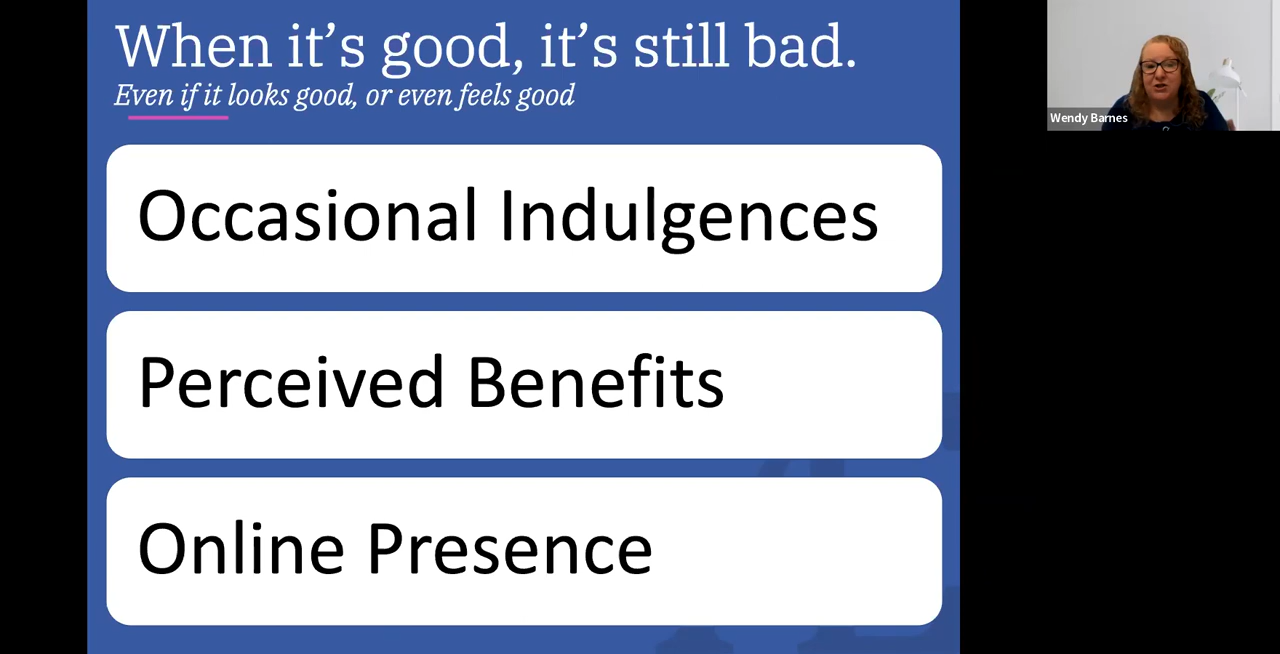 When it’s good, it’s still bad.
Even if it looks good, or even feels good
Occasional Indulgences
Perceived Benefits
Online Presence
Wendy Barnes